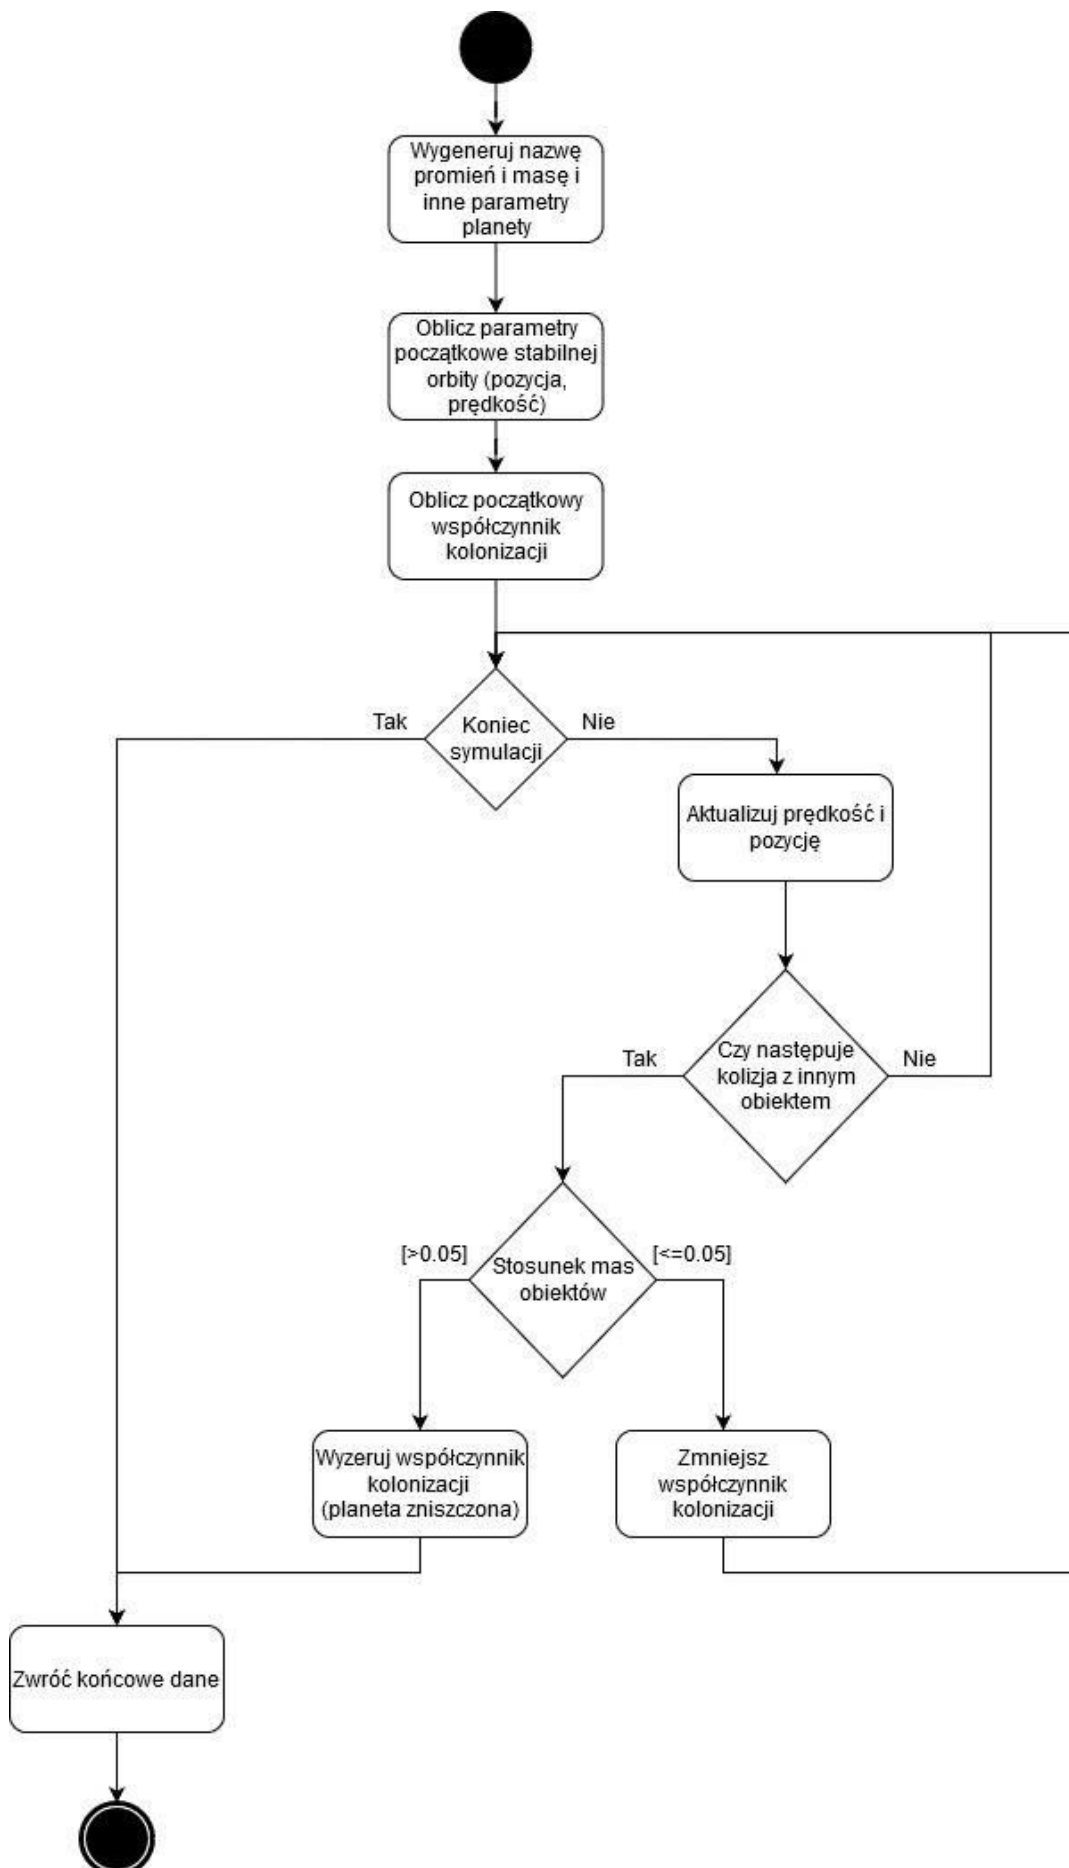 Wygeneruj nazwę
promień i masę i
inne parametry
planety
Oblicz parametry
początkowe stabilnej
orbity (pozycja,
prędkość)
Oblicz początkowy
współczynnik
kolonizacji
Tak
Koniec
symulacji
Nie
Aktualizuj prędkość i
pozycję
Tak
Czy następuje
kolizja z innym
obiektem
Nie
[>0.05]
Stosunek mas
obiektów
[<=0.05]
Wyzeruj współczynnik
kolonizacji
(planeta zniszczona)
Zmniejsz
współczynnik
kolonizacji
Zwróć końcowe dane